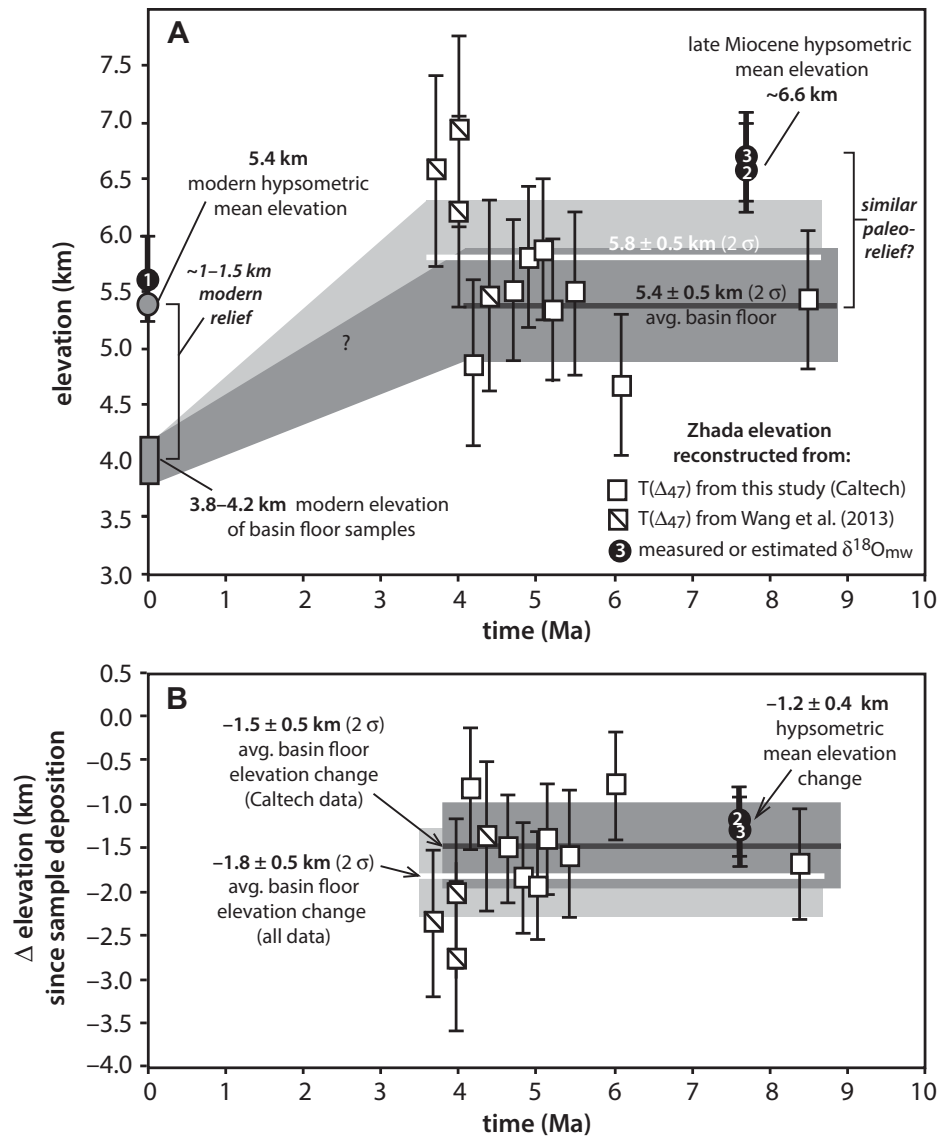 A
7.5
7.0
6.5
6.0
5.5
5.0
4.5
4.0
3.5
3.0
elevation (km)
0 1 2 3 4 5 6 7 8 9 10
time (Ma)
5.4 km
modern hypsometric
mean elevation
1
~1–1.5 km
modern
relief
?
3.8–4.2 km modern elevation
of basin floor samples
late Miocene hypsometric
mean elevation
~6.6 km
3
2
similar
paleo-
relief?
5.8 ± 0.5 km (2 σ)
5.4 ± 0.5 km (2 σ)
avg. basin floor
Zhada elevation
reconstructed from:
T(Δ47) from this study (Caltech)
T(Δ47) from Wang et al. (2013)
3 measured or estimated δ18Omw
B
0.5
0.0
–0.5
–1.0
–1.5
–2.0
–2.5
–3.0
–3.5
–4.0
Δ elevation (km)
since sample deposition
0 1 2 3 4 5 6 7 8 9 10
time (Ma)
–1.5 ± 0.5 km (2 σ)
avg. basin floor
elevation change
(Caltech data)
–1.8 ± 0.5 km (2 σ)
avg. basin floor
elevation change
(all data)
–1.2 ± 0.4 km
hypsometric
mean elevation
change
2
3